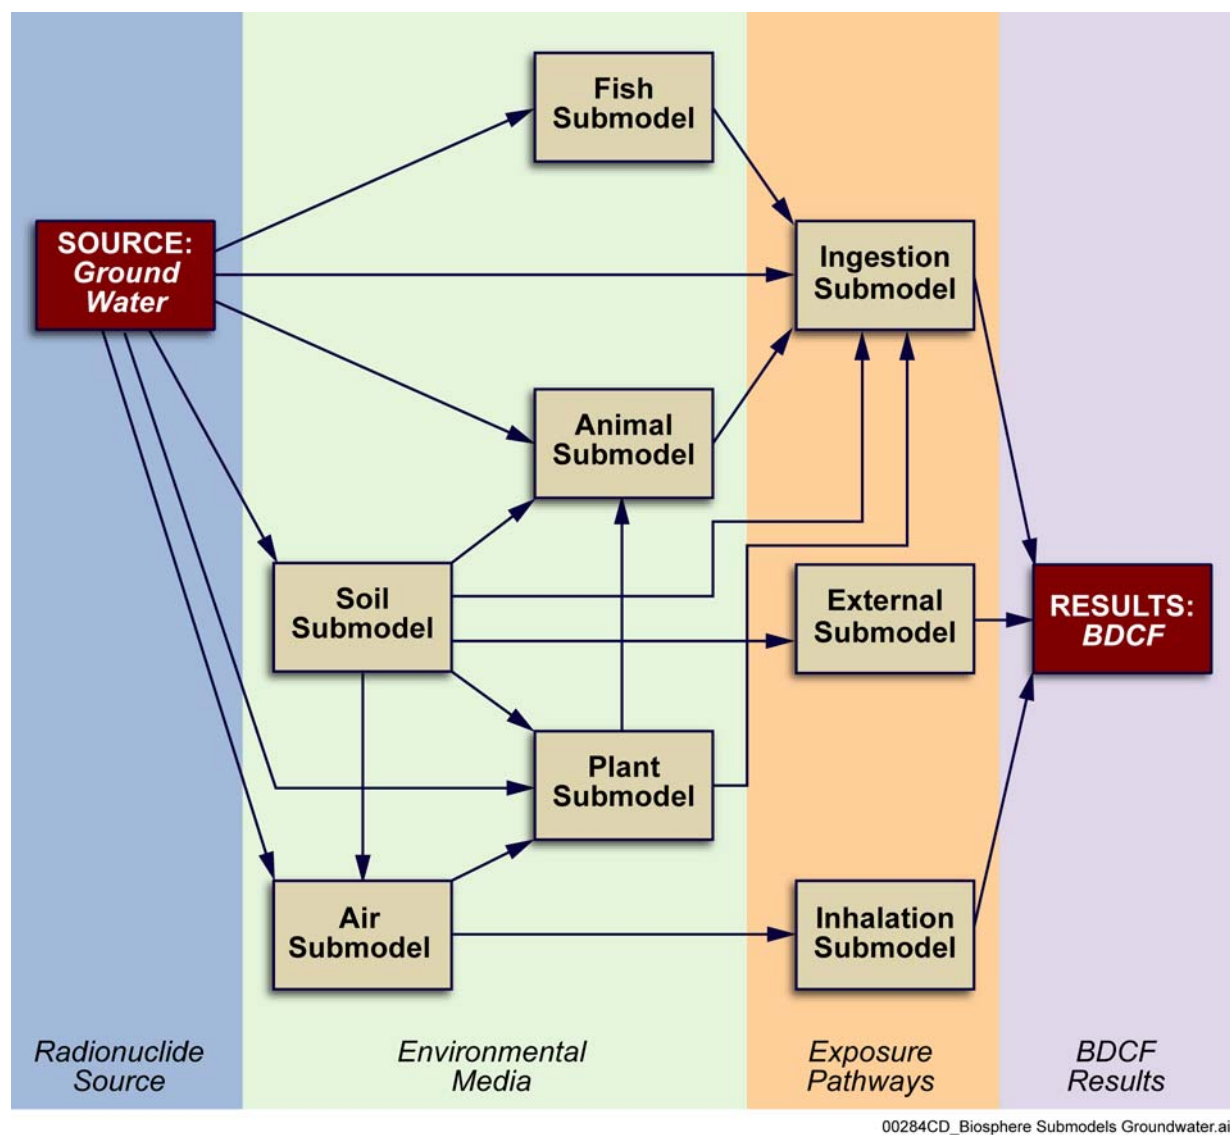 Fish
Submodel
SOURCE:
Ground
Water
Ingestion
Submodel
Animal
Submodel
Soil
Submodel
External
Submodel
RESULTS:
BDCF
Plant
Submodel
Air
Submodel
Inhalation
Submodel
Radionuclide
Source
Environmental
Media
Exposure
Pathways
BDCF
Results
00284CD_Biosphere Submodels Groundwater.ai